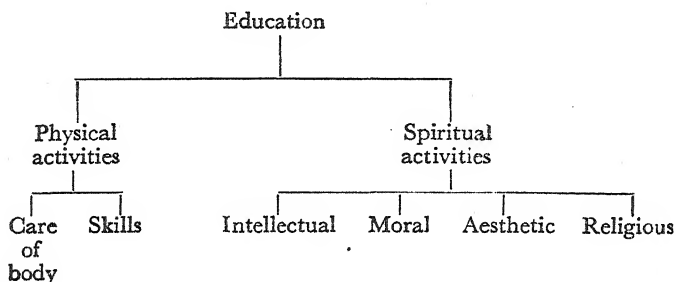 Education
Physical activities
Spiritual activities
Care of body
Skills
Intellectual
Moral
Aesthetic
Religious